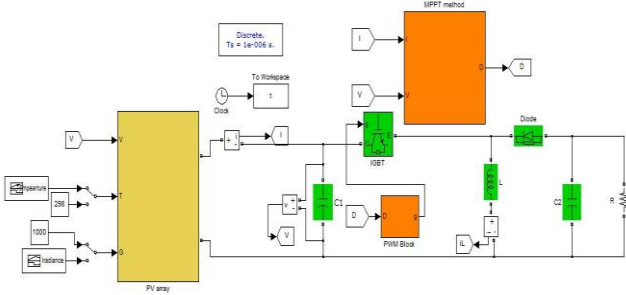 MPPT method
Discrete,
Ts = 1e-006 s.
I
I
D
D
V
V
To Workspace
t
Clock
V
V
+
-
i
I
g
C
E
IGBT
Diode
T
298
+
-
v
C1
L
C2
R
1000
D
D
g
PWM Block
+
-
i
V
iL
G
Irradiance
PV array